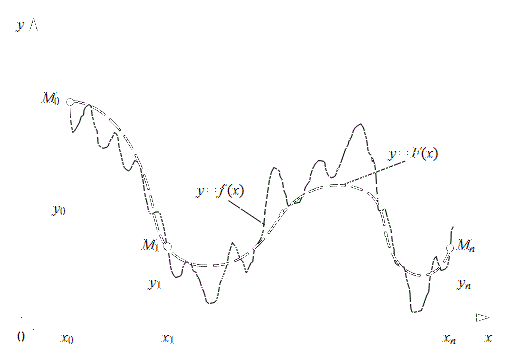 y
M0
y = F(x)
y = f(x)
y0
M1
Mn
y1
yn
0
x0
x1
xn
x